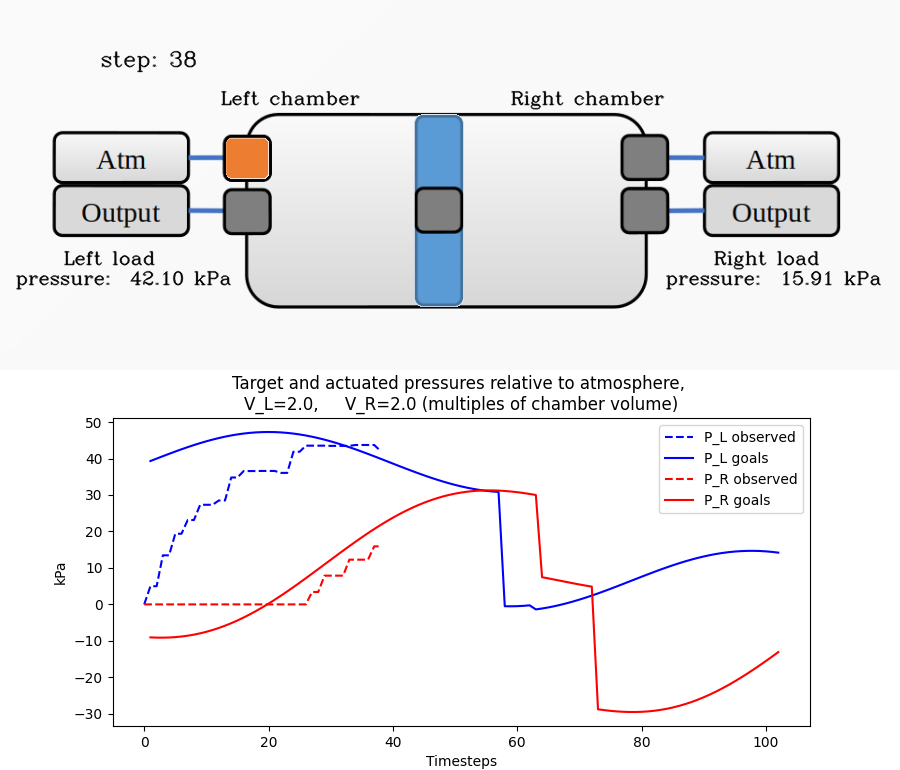 step: 38
Left chamber
Right chamber
Atm
Output
Left load
pressure: 42.10 kPa
Atm
Output
Right load
pressure: 15.91 kPa
Target and actuated pressures relative to atmosphere,
V_L=2.0, V_R=2.0 (multiples of chamber volume)
50
40
30
20
10
0
−10
−20
−30
kPa
P_L observed
P_L goals
P_R observed
P_R goals
0 20 40 60 80 100
Timesteps